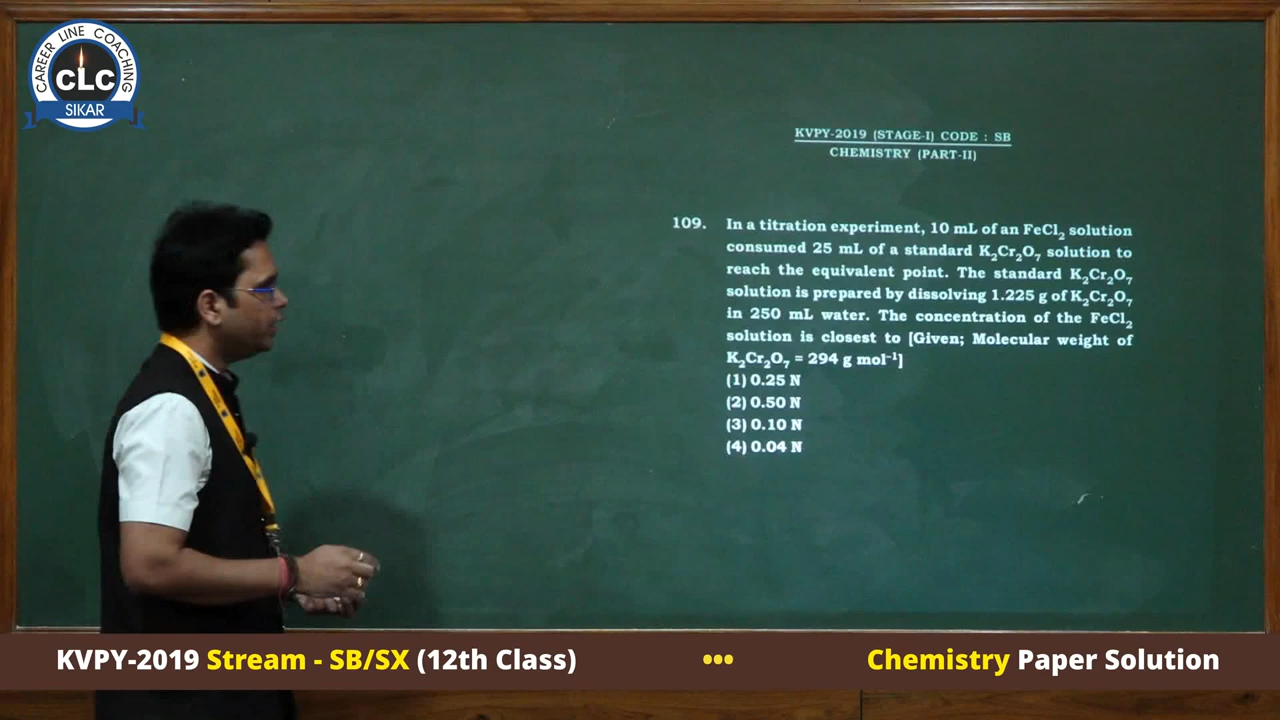 CAREER LINE COACHING
CLC
SIKAR
KVPY-2019 (STAGE-I) CODE : SB
CHEMISTRY (PART-II)
109. In a titration experiment, 10 mL of an FeCl₂ solution
consumed 25 mL of a standard K₂Cr₂O₇ solution to
reach the equivalent point. The standard K₂Cr₂O₇
solution is prepared by dissolving 1.225 g of K₂Cr₂O₇
in 250 mL water. The concentration of the FeCl₂
solution is closest to [Given; Molecular weight of
K₂Cr₂O₇ = 294 g mol⁻¹]
(1) 0.25 N
(2) 0.50 N
(3) 0.10 N
(4) 0.04 N
KVPY-2019 Stream - SB/SX (12th Class) ••• Chemistry Paper Solution